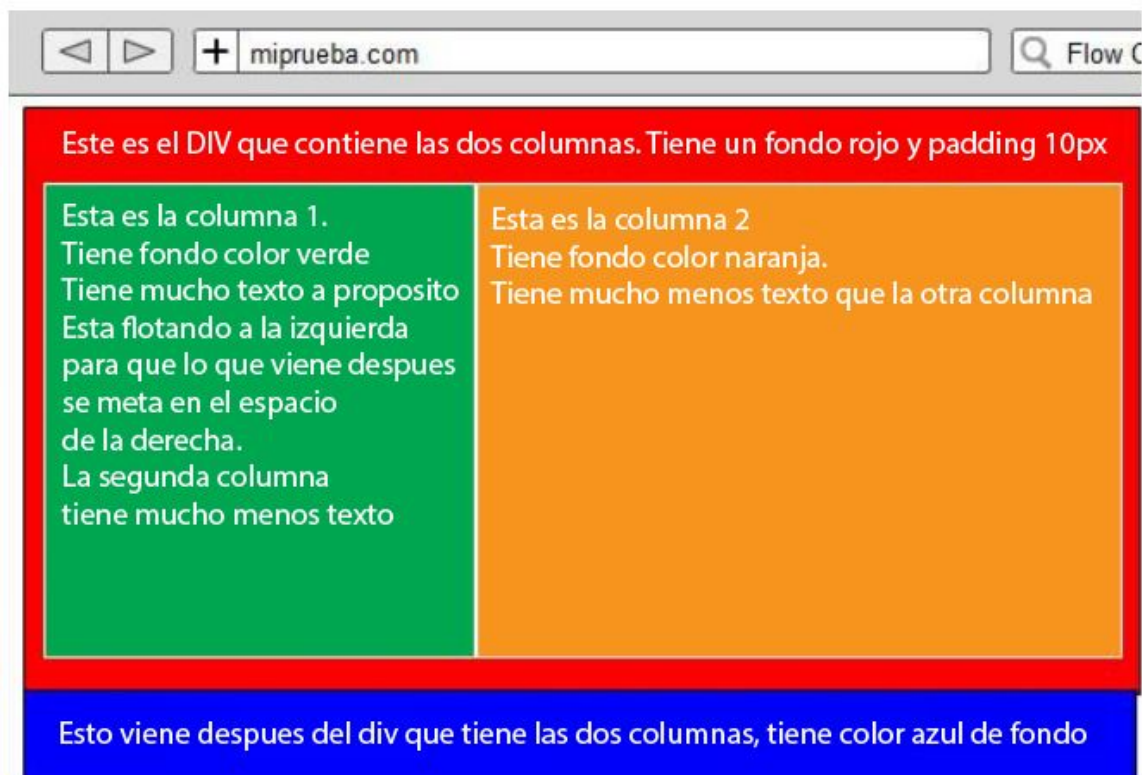 miprueba.com
Flow
Este es el DIV que contiene las dos columnas. Tiene un fondo rojo y padding 10px
Esta es la columna 1.
Tiene fondo color verde
Tiene mucho texto a proposito
Esta flotando a la izquierda
para que lo que viene despues
se meta en el espacio
de la derecha.
La segunda columna
tiene mucho menos texto
Esta es la columna 2
Tiene fondo color naranja.
Tiene mucho menos texto que la otra columna
Esto viene despues del div que tiene las dos columnas, tiene color azul de fondo